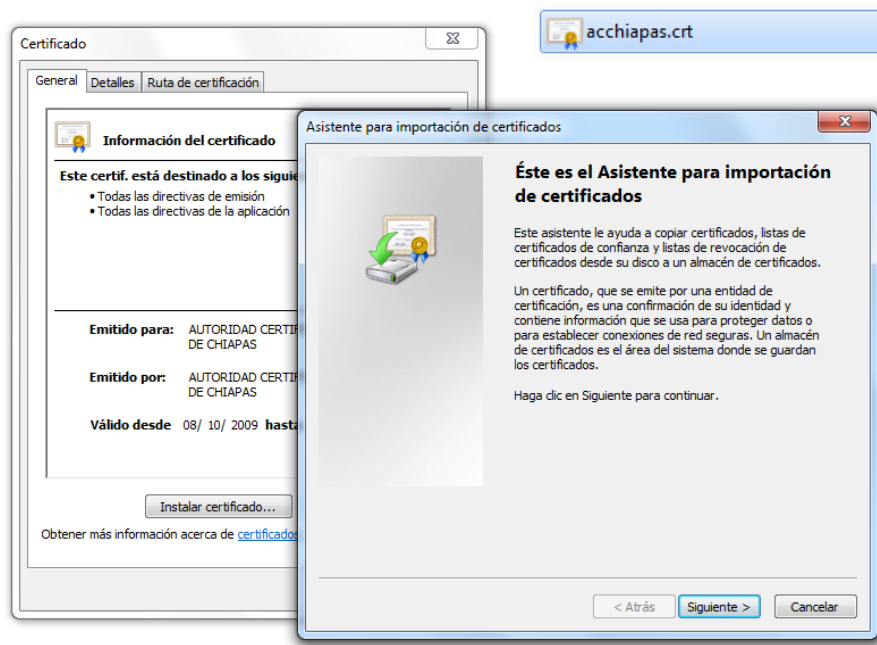 acchiapas.crt
Certificado
General Detalles Ruta de certificación
Información del certificado
Este certif. está destinado a los
• Todas las directivas de emisión
• Todas las directivas de la aplicación
Emitido para: AUTORIDAD
DE CHIAPAS
Emitido por: AUTORIDAD
DE CHIAPAS
Válido desde 08/ 10/ 2009 hasta
Instalar certificado...
Obtener más información acerca de certificados
Asistente para importación de certificados
Éste es el Asistente para importación
de certificados
Este asistente le ayuda a copiar certificados, listas de
certificados de confianza y listas de revocación de
certificados desde su disco a un almacén de certificados.
Un certificado, que se emite por una entidad de
certificación, es una confirmación de su identidad y
contiene información que se usa para proteger datos o
para establecer conexiones de red seguras. Un almacén
de certificados es el área del sistema donde se guardan
los certificados.
Haga clic en Siguiente para continuar.
< Atrás Siguiente > Cancelar